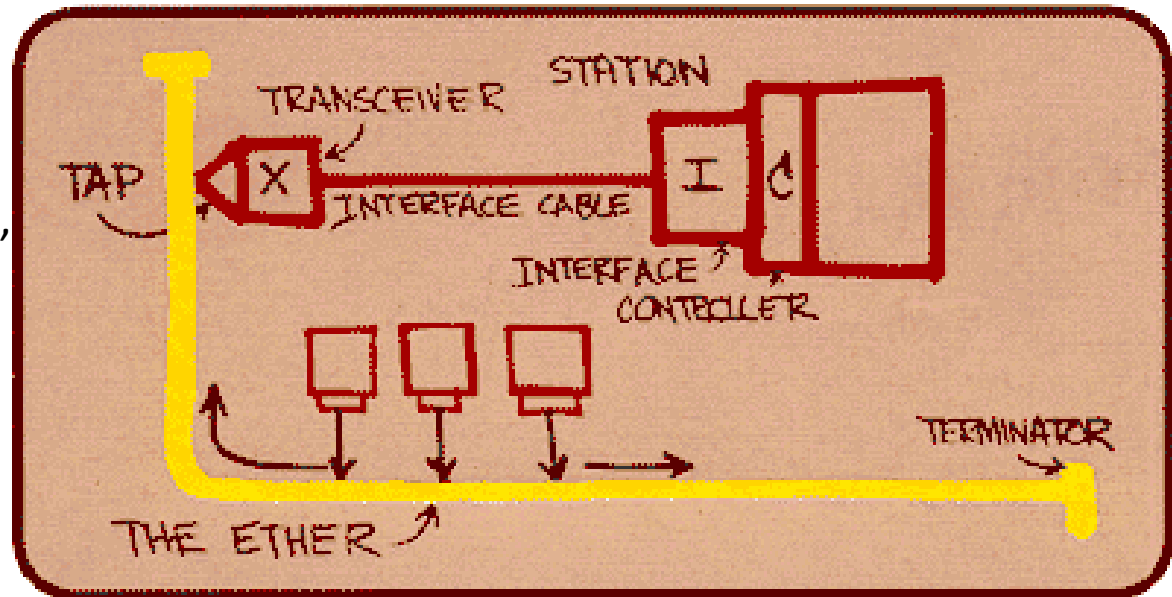 STATION
TRANSCEIVER
TAP
X
I
C
INTERFACE CABLE
INTERFACE
CONTROLLER
TERMINATOR
THE ETHER
,